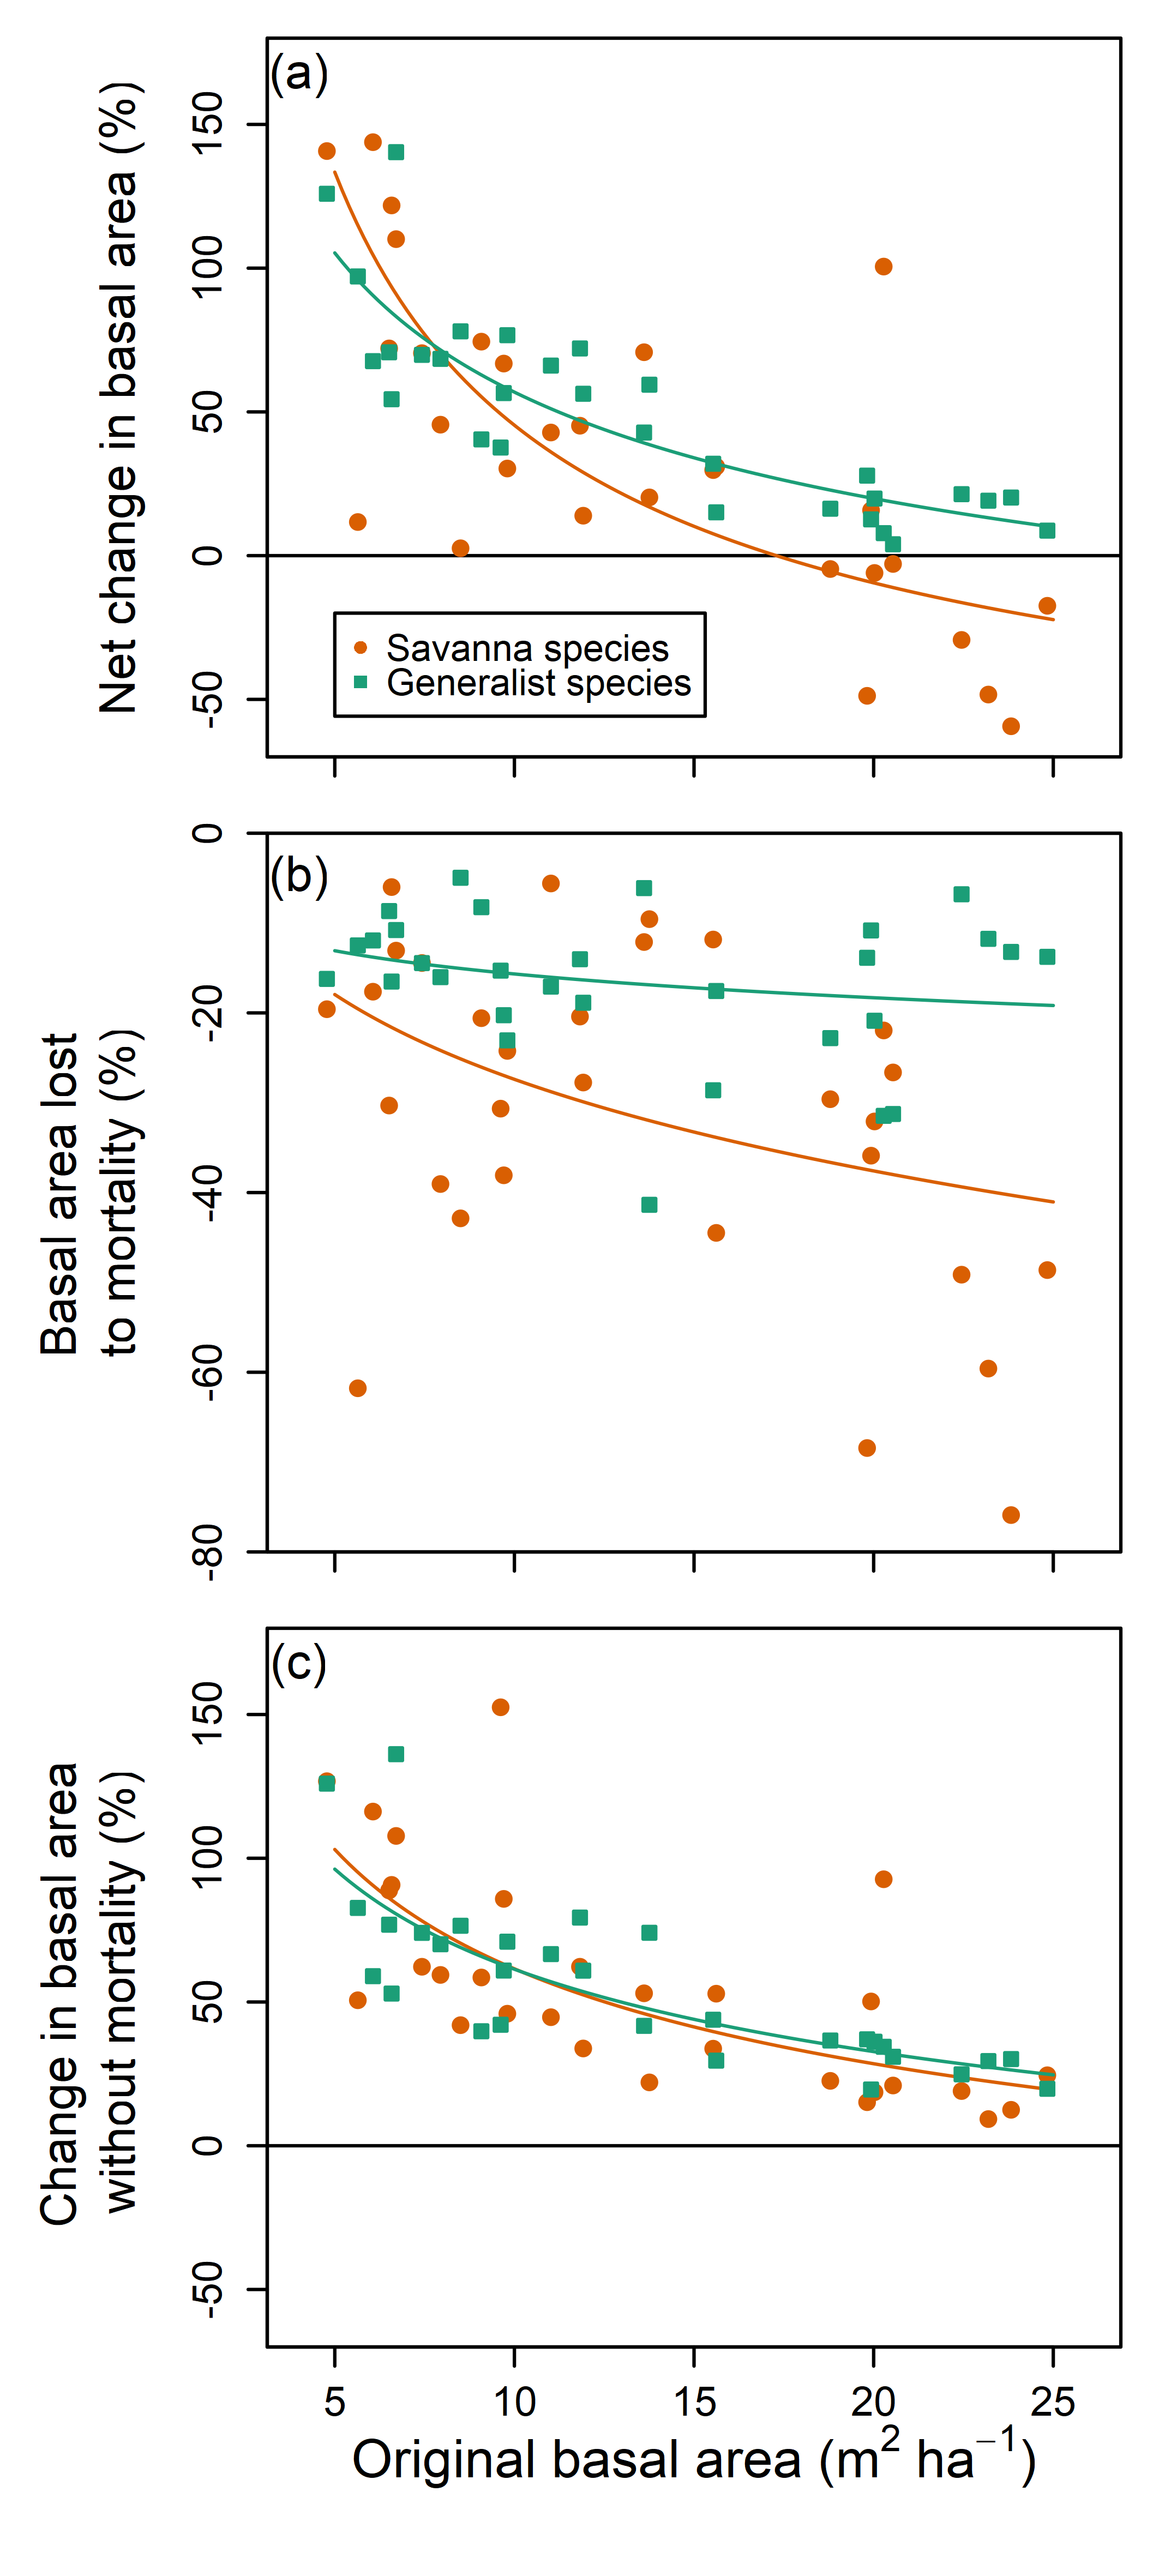 (a)
Net change in basal area (%)
150
100
50
0
-50
Savanna species
Generalist species
(b)
Basal area lost
to mortality (%)
0
-20
-40
-60
-80
(c)
Change in basal area
without mortality (%)
150
100
50
0
-50
5 10 15 20 25
Original basal area (m² ha⁻¹)